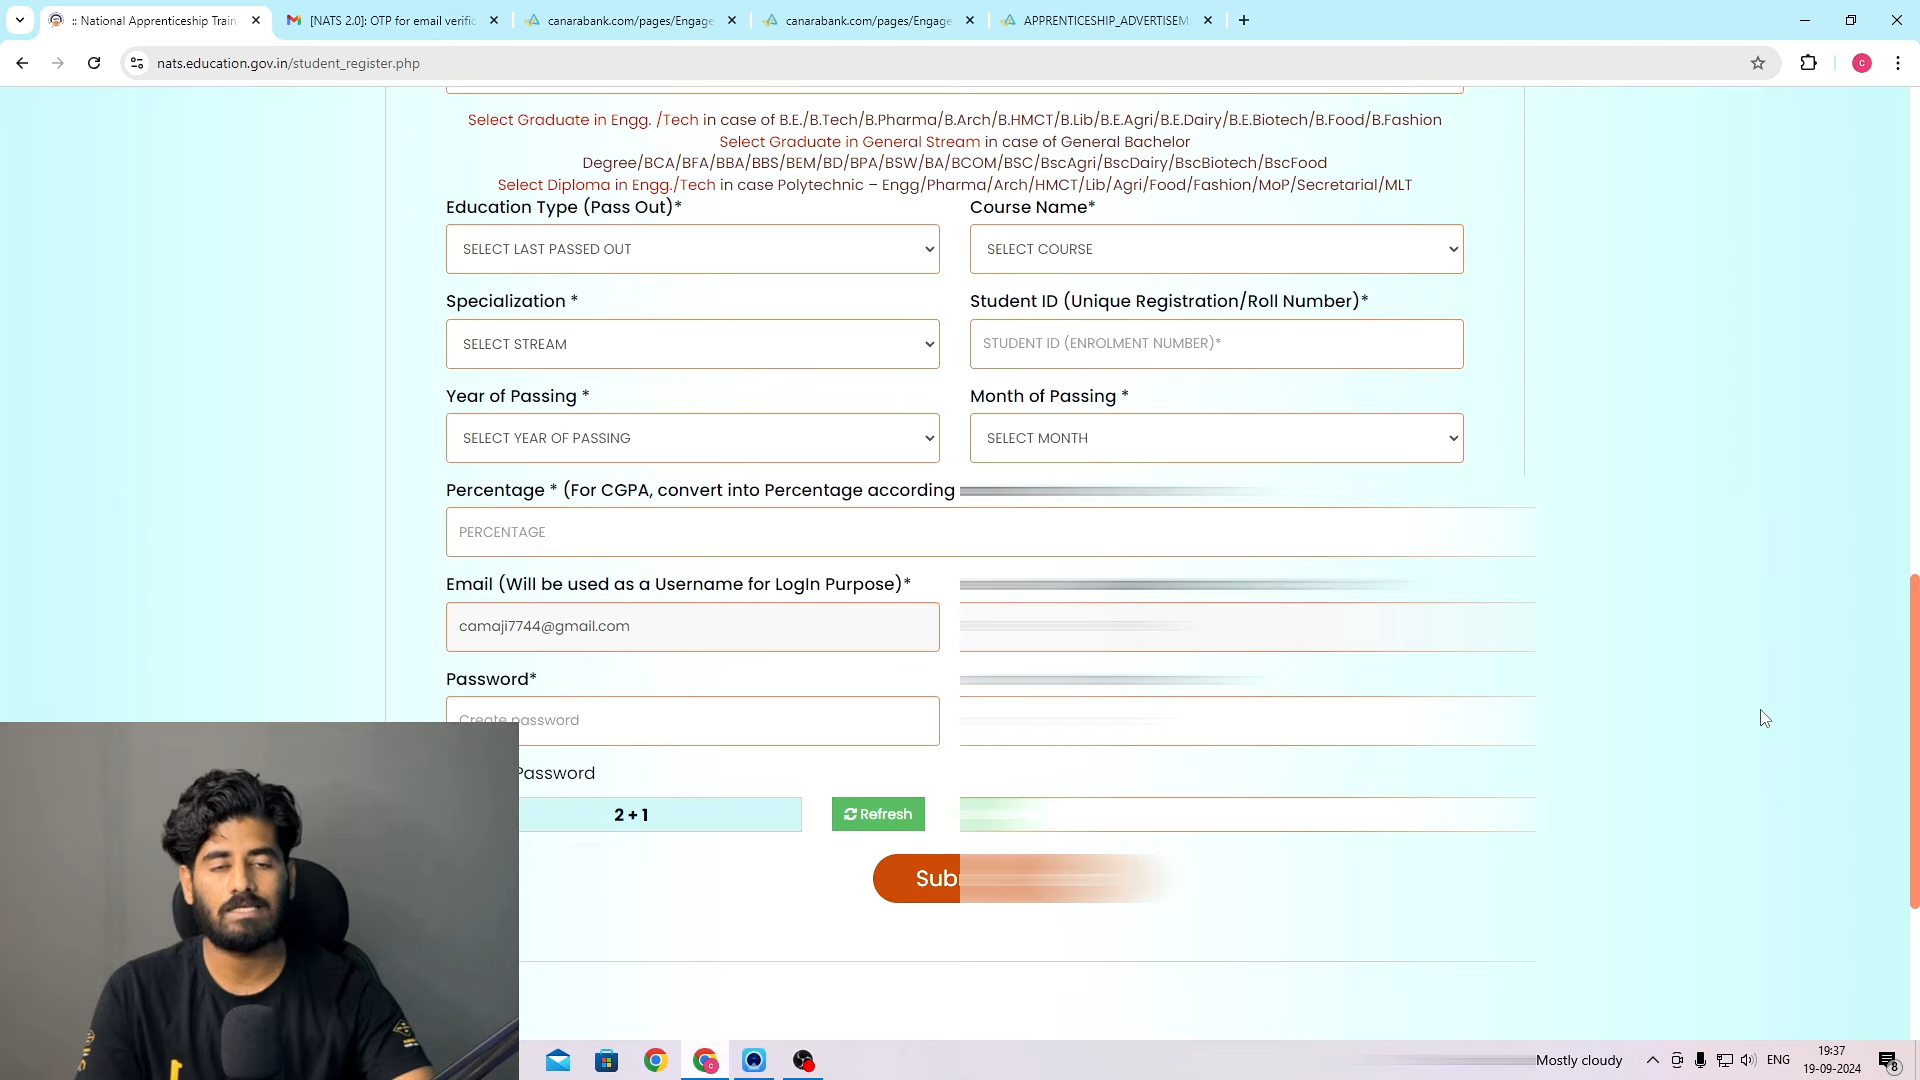 :: National Apprenticeship Train
[NATS 2.0]: OTP for email verific
canarabank.com/pages/Engage
canarabank.com/pages/Engage
APPRENTICESHIP_ADVERTISEM
nats.education.gov.in/student_register.php
C
Select Graduate in Engg. /Tech in case of B.E./B.Tech/B.Pharma/B.Arch/B.HMCT/B.Lib/B.E.Agri/B.E.Dairy/B.E.Biotech/B.Food/B.Fashion
Select Graduate in General Stream in case of General Bachelor
Degree/BCA/BFA/BBA/BBS/BEM/BD/BPA/BSW/BA/BCOM/BSC/BscAgri/BscDairy/BscBiotech/BscFood
Select Diploma in Engg./Tech in case Polytechnic – Engg/Pharma/Arch/HMCT/Lib/Agri/Food/Fashion/MoP/Secretarial/MLT
Education Type (Pass Out)*
Course Name*
SELECT LAST PASSED OUT
SELECT COURSE
Specialization *
Student ID (Unique Registration/Roll Number)*
SELECT STREAM
STUDENT ID (ENROLMENT NUMBER)*
Year of Passing *
Month of Passing *
SELECT YEAR OF PASSING
SELECT MONTH
Percentage * (For CGPA, convert into Percentage according
PERCENTAGE
Email (Will be used as a Username for LogIn Purpose)*
camaji7744@gmail.com
Password*
Create password
Password
2 + 1
Refresh
Sub
Mostly cloudy
ENG
19:37
19-09-2024
8